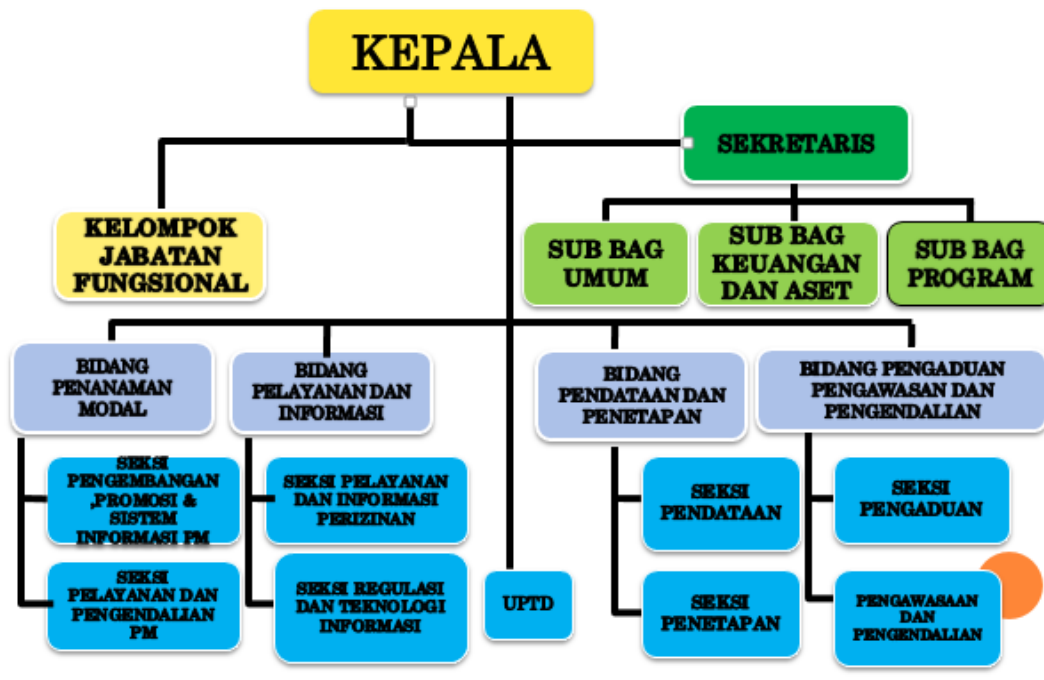 KEPALA
SEKRETARIS
KELOMPOK
JABATAN
FUNGSIONAL
SUB BAG
UMUM
SUB BAG
KEUANGAN
DAN ASET
SUB BAG
PROGRAM
BIDANG
PENANAMAN
MODAL
BIDANG
PELAYANAN DAN
INFORMASI
BIDANG
PENDATAAN DAN
PENETAPAN
BIDANG PENGADUAN
PENGAWASAN DAN
PENGENDALIAN
SEKSI
PENGEMBANGAN
,PROMOSI &
SISTEM
INFORMASI PM
SEKSI PELAYANAN
DAN INFORMASI
PERIZINAN
SEKSI
PENDATAAN
SEKSI
PENGADUAN
SEKSI
PELAYANAN DAN
PENGENDALIAN
PM
SEKSI REGULASI
DAN TEKNOLOGI
INFORMASI
UPTD
SEKSI
PENETAPAN
PENGAWASAAN
DAN
PENGENDALIAN